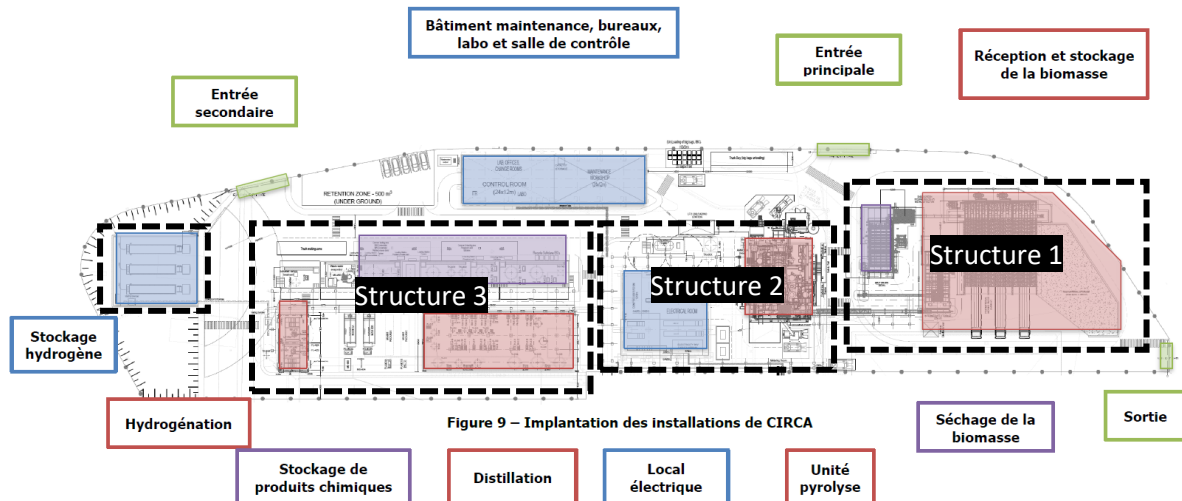 Bâtiment maintenance, bureaux,
labo et salle de contrôle
Entrée
principale
Réception et stockage
de la biomasse
Entrée
secondaire
RETENTION ZONE - 500 m³
(UNDER GROUND)
CONTROL ROOM
Structure 1
Structure 2
Structure 3
ELECTRICAL ROOM
Stockage
hydrogène
Hydrogénation
Figure 9 – Implantation des installations de CIRCA
Séchage de la
biomasse
Sortie
Stockage de
produits chimiques
Distillation
Local
électrique
Unité
pyrolyse